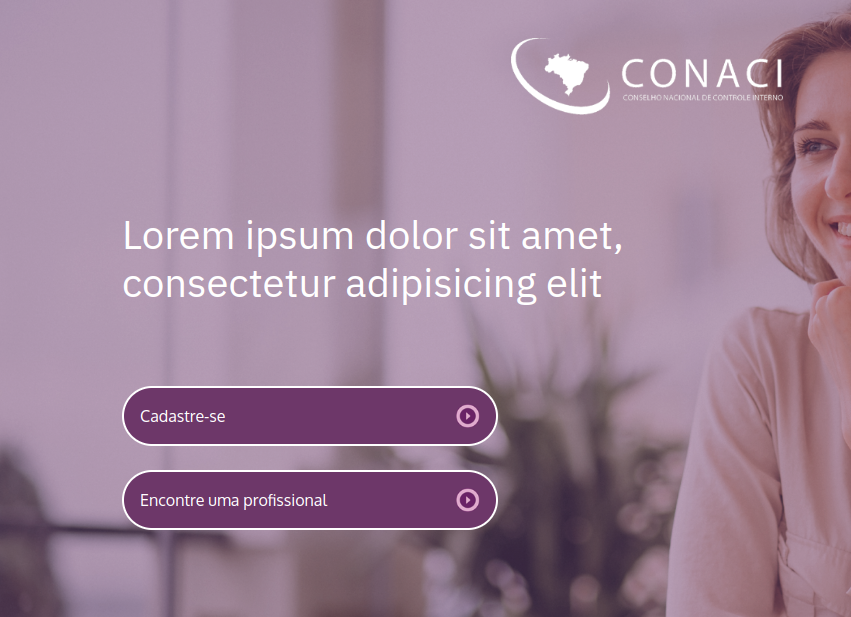 CONACI
CONSELHO NACIONAL DE CONTROLE INTERNO
Lorem ipsum dolor sit amet,
consectetur adipisicing elit
Cadastre-se
Encontre uma profissional